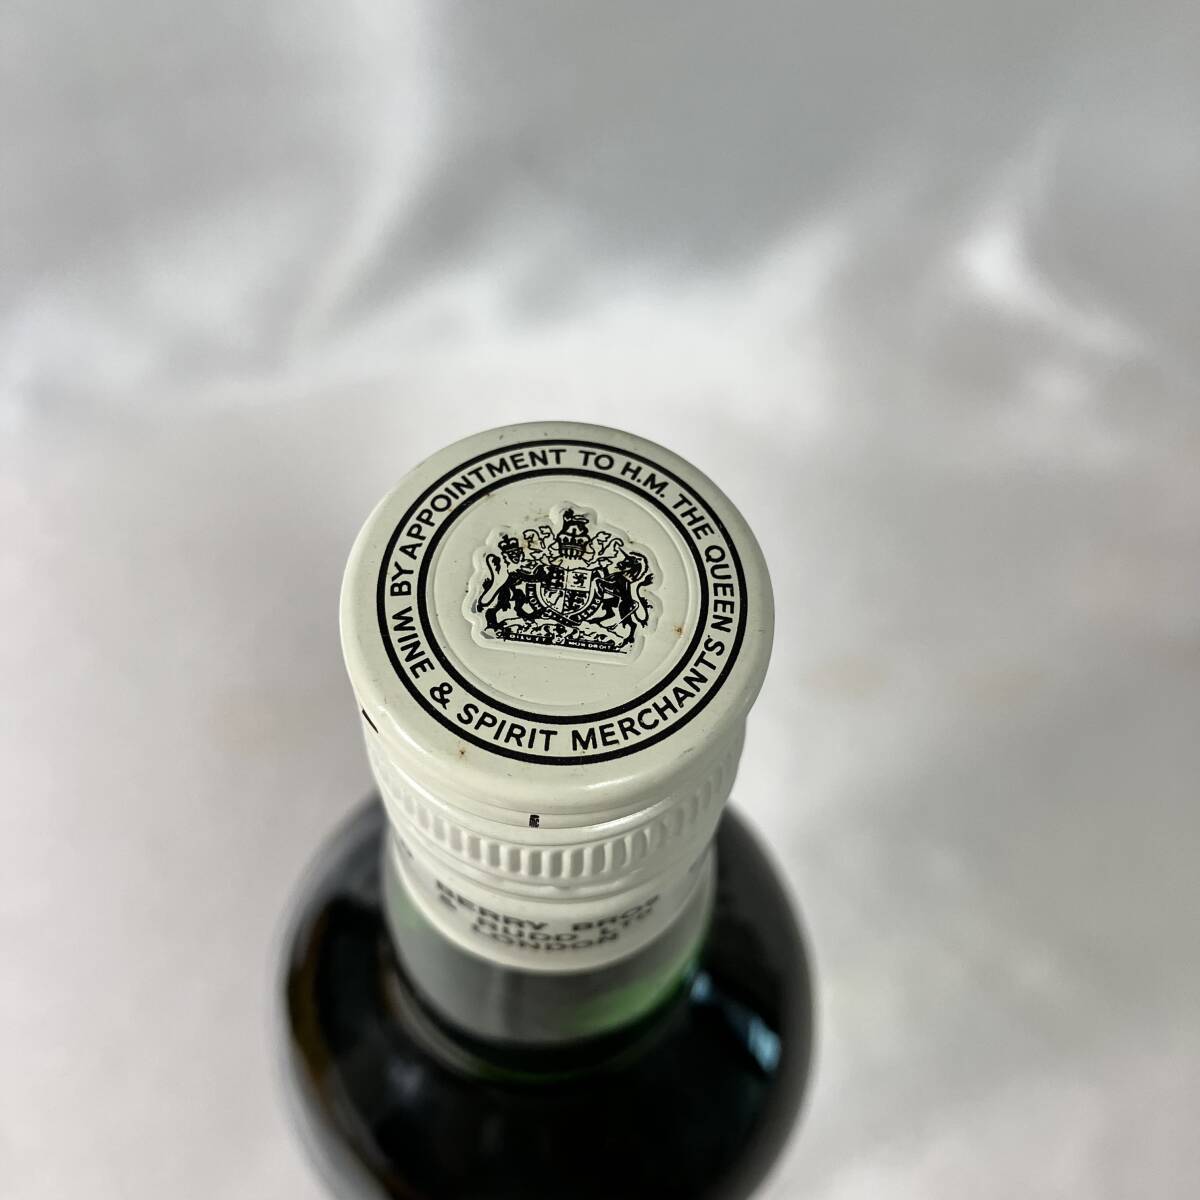 BY APPOINTMENT TO H.M. THE QUEEN
WINE & SPIRIT MERCHANTS
DIEU ET MON DROIT
BERRY BROS
& RUDD LTD
LONDON